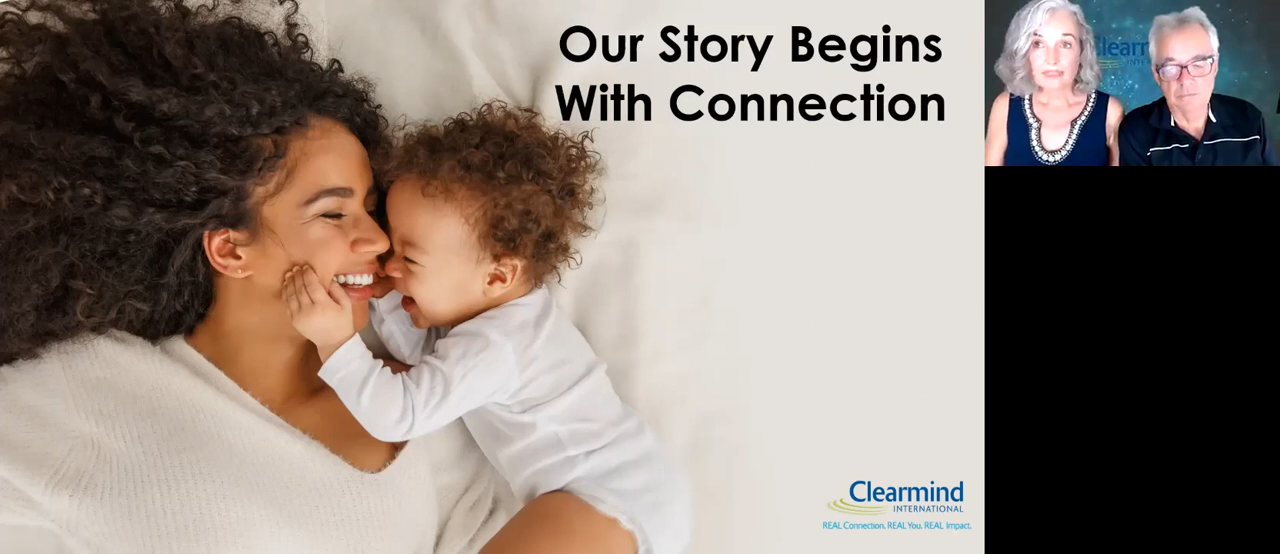 Our Story Begins
With Connection
Clearmind
INTERNATIONAL
REAL Connection. REAL You. REAL Impact.